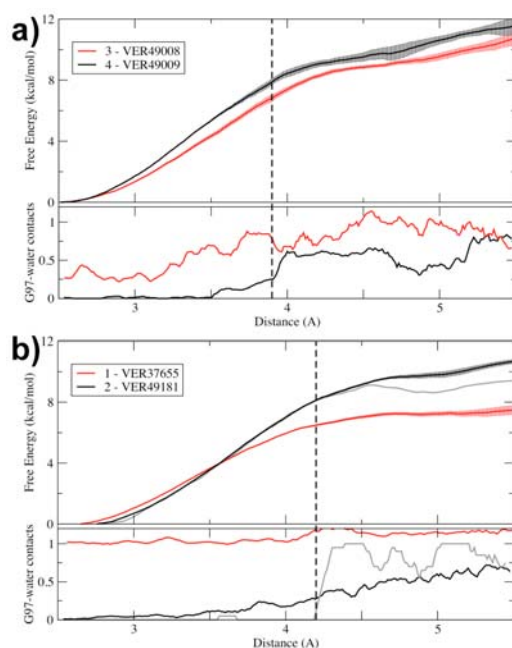 a)
12
8
4
0
Free Energy (kcal/mol)
3 - VER49008
4 - VER49009
1
0.5
0
G97-water contacts
3
4
5
Distance (A)
b)
12
8
4
0
Free Energy (kcal/mol)
1 - VER37655
2 - VER49181
1
0.5
0
G97-water contacts
3
4
5
Distance (A)